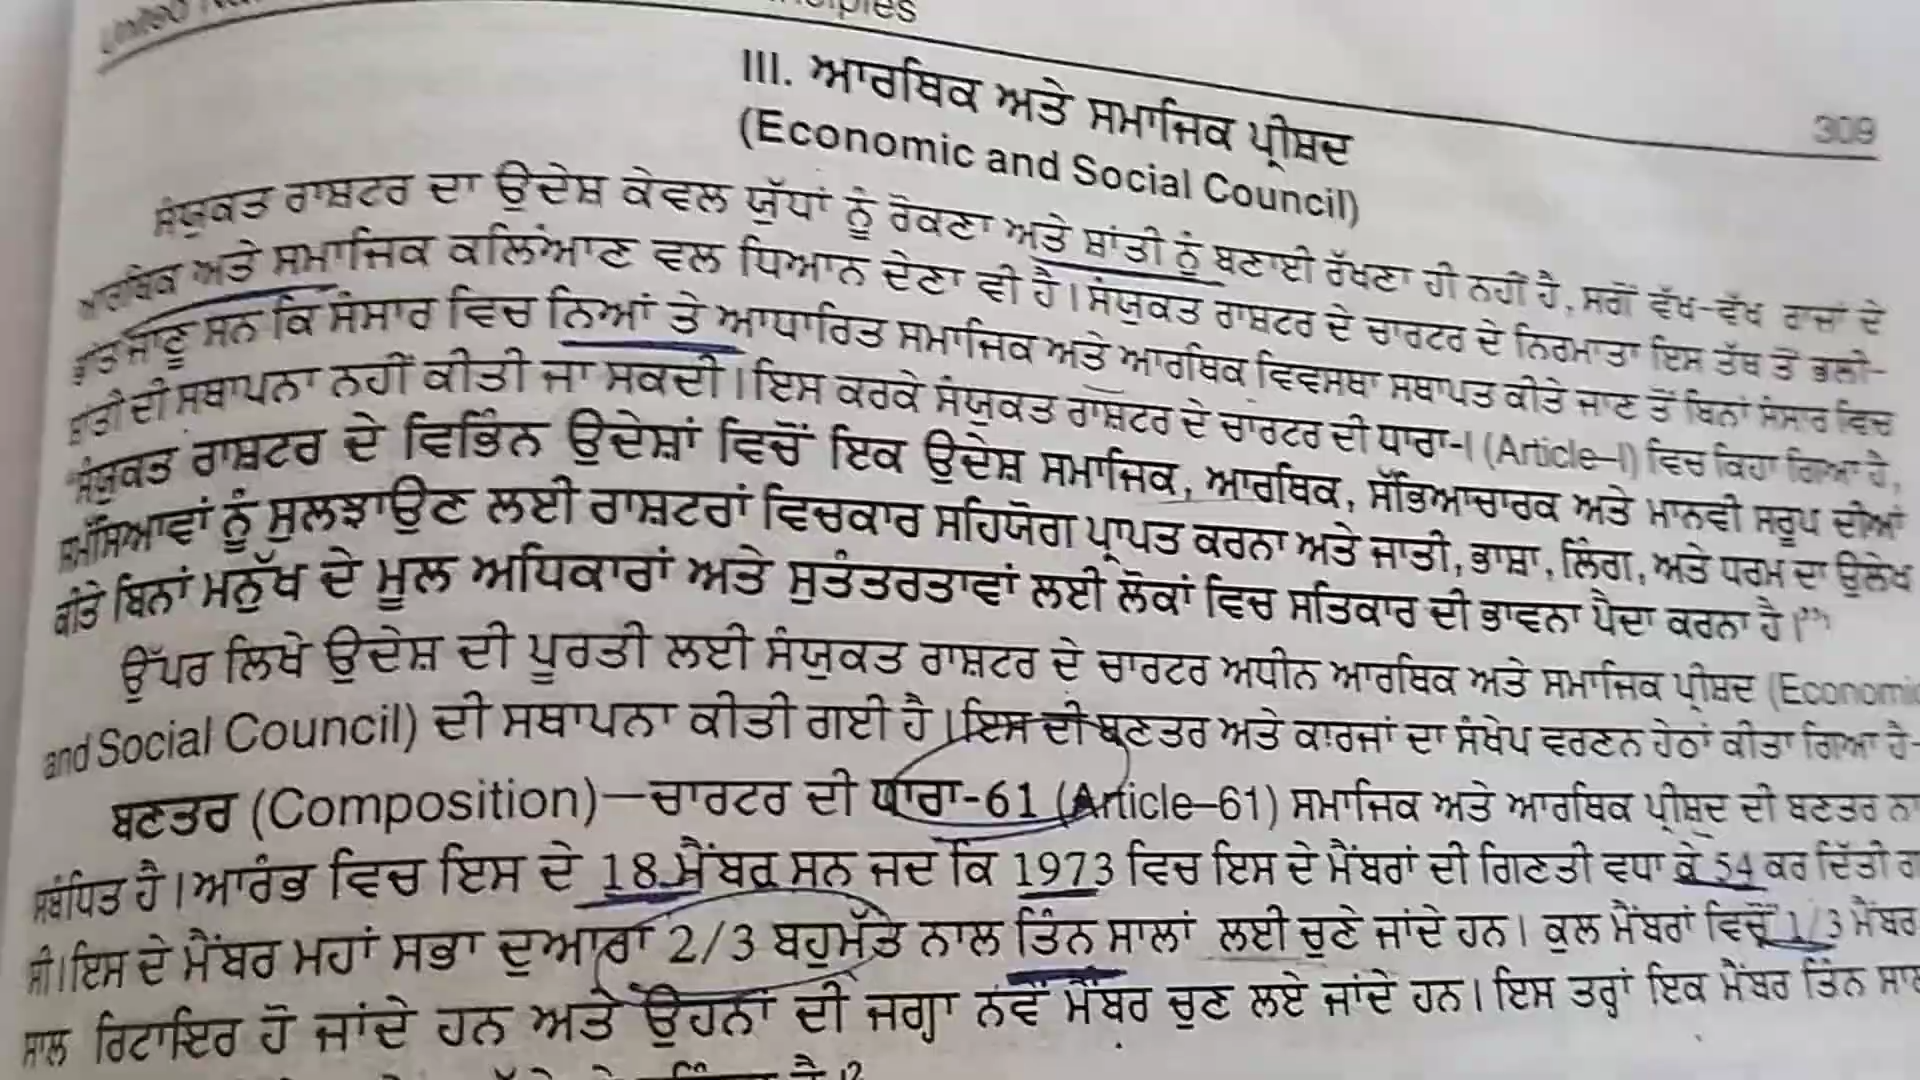 III. ਆਰਥਿਕ ਅਤੇ ਸਮਾਜਿਕ ਪ੍ਰੀਸ਼ਦ
309
(Economic and Social Council)
ਸੰਯੁਕਤ ਰਾਸ਼ਟਰ ਦਾ ਉਦੇਸ਼ ਕੇਵਲ ਯੁੱਧਾਂ ਨੂੰ ਰੋਕਣਾ ਅਤੇ ਸ਼ਾਂਤੀ ਨੂੰ ਬਣਾਈ ਰੱਖਣਾ ਹੀ ਨਹੀਂ ਹੈ, ਸਗੋਂ ਵੱਖ-ਵੱਖ ਰਾਜਾਂ ਦੇ
ਆਰਥਿਕ ਅਤੇ ਸਮਾਜਿਕ ਕਲਿਆਣ ਵਲ ਧਿਆਨ ਦੇਣਾ ਵੀ ਹੈ। ਸੰਯੁਕਤ ਰਾਸ਼ਟਰ ਦੇ ਚਾਰਟਰ ਦੇ ਨਿਰਮਾਤਾ ਇਸ ਤੱਥ ਤੋਂ ਭਲੀ-
ਭਾਂਤ ਜਾਣੂ ਸਨ ਕਿ ਸੰਸਾਰ ਵਿਚ ਨਿਆਂ ਤੇ ਆਧਾਰਿਤ ਸਮਾਜਿਕ ਅਤੇ ਆਰਥਿਕ ਵਿਵਸਥਾ ਸਥਾਪਤ ਕੀਤੇ ਜਾਣ ਤੋਂ ਬਿਨਾਂ ਸੰਸਾਰ ਵਿਚ
ਸ਼ਾਂਤੀ ਦੀ ਸਥਾਪਨਾ ਨਹੀਂ ਕੀਤੀ ਜਾ ਸਕਦੀ। ਇਸ ਕਰਕੇ ਸੰਯੁਕਤ ਰਾਸ਼ਟਰ ਦੇ ਚਾਰਟਰ ਦੀ ਧਾਰਾ-I (Article–I) ਵਿਚ ਕਿਹਾ ਗਿਆ ਹੈ,
"ਸੰਯੁਕਤ ਰਾਸ਼ਟਰ ਦੇ ਵਿਭਿੰਨ ਉਦੇਸ਼ਾਂ ਵਿਚੋਂ ਇਕ ਉਦੇਸ਼ ਸਮਾਜਿਕ, ਆਰਥਿਕ, ਸੱਭਿਆਚਾਰਕ ਅਤੇ ਮਾਨਵੀ ਸਰੂਪ ਦੀਆਂ
ਸਮੱਸਿਆਵਾਂ ਨੂੰ ਸੁਲਝਾਉਣ ਲਈ ਰਾਸ਼ਟਰਾਂ ਵਿਚਕਾਰ ਸਹਿਯੋਗ ਪ੍ਰਾਪਤ ਕਰਨਾ ਅਤੇ ਜਾਤੀ, ਭਾਸ਼ਾ, ਲਿੰਗ, ਅਤੇ ਧਰਮ ਦਾ ਉਲੇਖ
ਕੀਤੇ ਬਿਨਾਂ ਮਨੁੱਖ ਦੇ ਮੂਲ ਅਧਿਕਾਰਾਂ ਅਤੇ ਸੁਤੰਤਰਤਾਵਾਂ ਲਈ ਲੋਕਾਂ ਵਿਚ ਸਤਿਕਾਰ ਦੀ ਭਾਵਨਾ ਪੈਦਾ ਕਰਨਾ ਹੈ।"
ਉੱਪਰ ਲਿਖੇ ਉਦੇਸ਼ ਦੀ ਪੂਰਤੀ ਲਈ ਸੰਯੁਕਤ ਰਾਸ਼ਟਰ ਦੇ ਚਾਰਟਰ ਅਧੀਨ ਆਰਥਿਕ ਅਤੇ ਸਮਾਜਿਕ ਪ੍ਰੀਸ਼ਦ (Economic
and Social Council) ਦੀ ਸਥਾਪਨਾ ਕੀਤੀ ਗਈ ਹੈ। ਇਸ ਦੀ ਬਣਤਰ ਅਤੇ ਕਾਰਜਾਂ ਦਾ ਸੰਖੇਪ ਵਰਣਨ ਹੇਠਾਂ ਕੀਤਾ ਗਿਆ ਹੈ-
ਬਣਤਰ (Composition)—ਚਾਰਟਰ ਦੀ ਧਾਰਾ-61 (Article–61) ਸਮਾਜਿਕ ਅਤੇ ਆਰਥਿਕ ਪ੍ਰੀਸ਼ਦ ਦੀ ਬਣਤਰ
ਸਬੰਧਿਤ ਹੈ। ਆਰੰਭ ਵਿਚ ਇਸ ਦੇ 18 ਮੈਂਬਰ ਸਨ ਜਦ ਕਿ 1973 ਵਿਚ ਇਸ ਦੇ ਮੈਂਬਰਾਂ ਦੀ ਗਿਣਤੀ ਵਧਾ ਕੇ 54 ਕਰ ਦਿੱਤੀ
ਸੀ। ਇਸ ਦੇ ਮੈਂਬਰ ਮਹਾਂ ਸਭਾ ਦੁਆਰਾ 2/3 ਬਹੁਮੱਤ ਨਾਲ ਤਿੰਨ ਸਾਲਾਂ ਲਈ ਚੁਣੇ ਜਾਂਦੇ ਹਨ। ਕੁਲ ਮੈਂਬਰਾਂ ਵਿਚੋਂ 1/3 ਮੈਂਬਰ
ਸਾਲ ਰਿਟਾਇਰ ਹੋ ਜਾਂਦੇ ਹਨ ਅਤੇ ਉਹਨਾਂ ਦੀ ਜਗ੍ਹਾ ਨਵੇਂ ਮੈਂਬਰ ਚੁਣ ਲਏ ਜਾਂਦੇ ਹਨ। ਇਸ ਤਰ੍ਹਾਂ ਇਕ ਮੈਂਬਰ ਤਿੰਨ